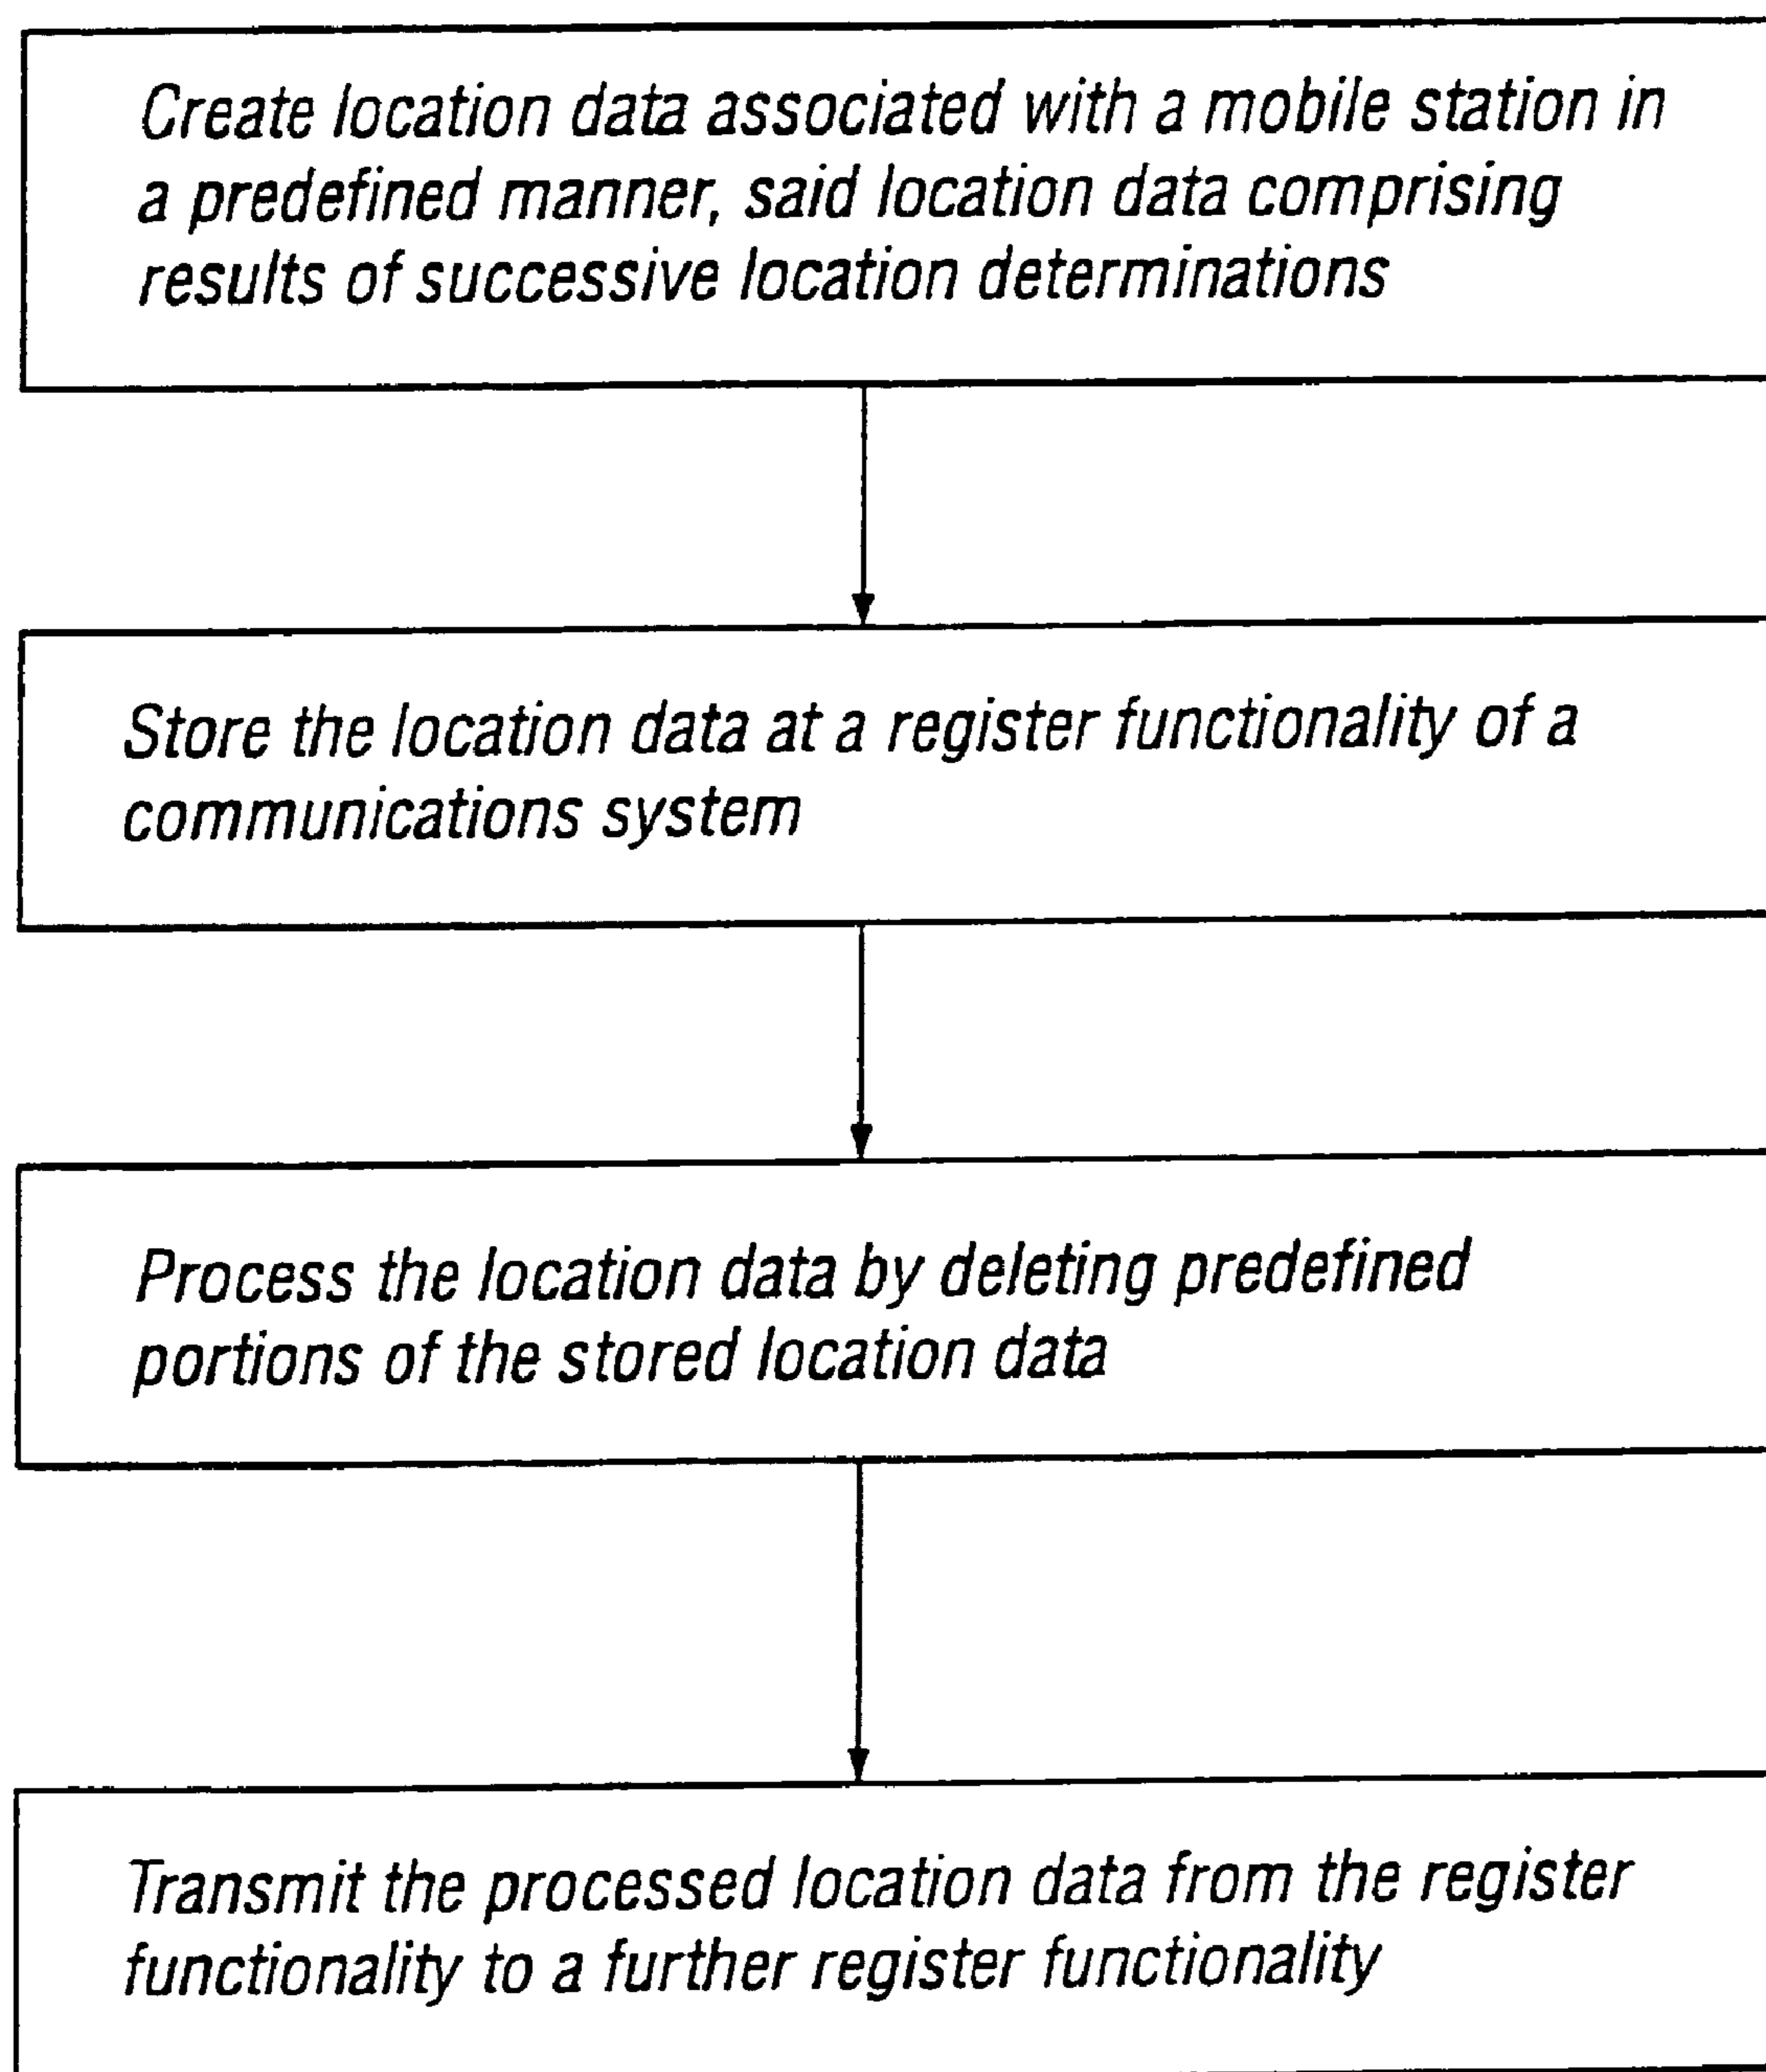 Create location data associated with a mobile station in
a predefined manner, said location data comprising
results of successive location determinations
Store the location data at a register functionality of a
communications system
Process the location data by deleting predefined
portions of the stored location data
Transmit the processed location data from the register
functionality to a further register functionality